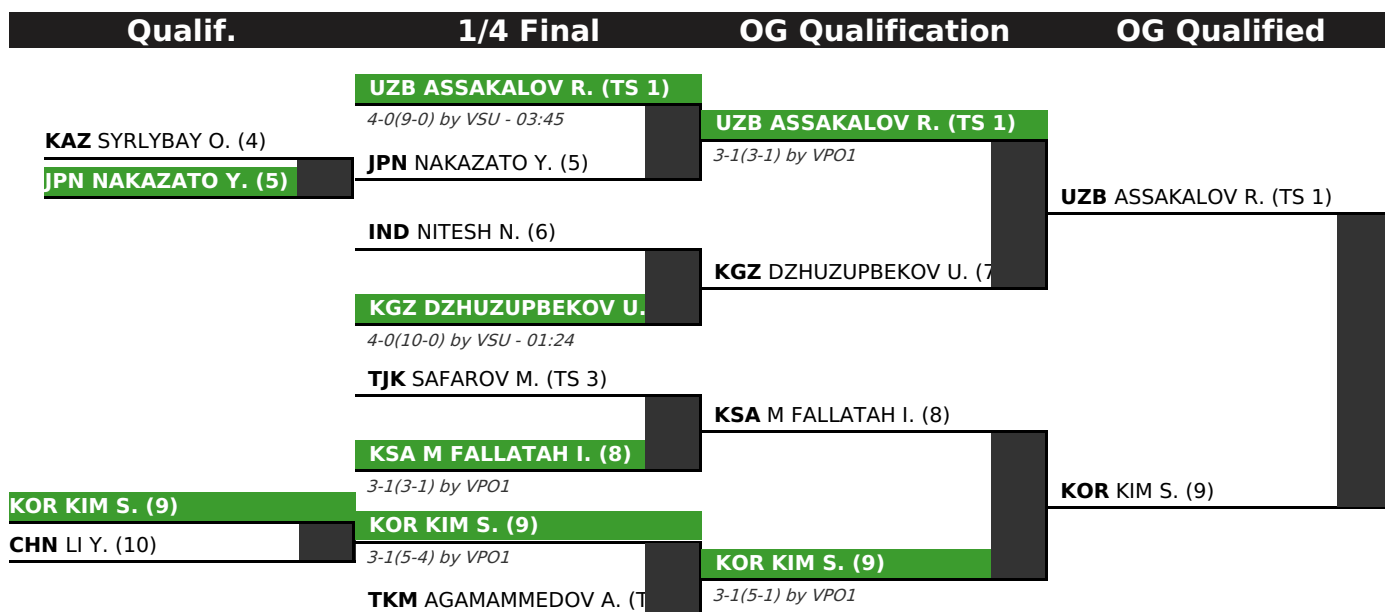 Qualif. 1/4 Final OG Qualification OG Qualified
KAZ SYRLYBAY O. (4)
JPN NAKAZATO Y. (5)
KOR KIM S. (9)
CHN LI Y. (10)
UZB ASSAKALOV R. (TS 1)
4-0(9-0) by VSU - 03:45
JPN NAKAZATO Y. (5)
IND NITESH N. (6)
KGZ DZHUZUPBEKOV U.
4-0(10-0) by VSU - 01:24
TJK SAFAROV M. (TS 3)
KSA M FALLATAH I. (8)
3-1(3-1) by VPO1
KOR KIM S. (9)
3-1(5-4) by VPO1
TKM AGAMAMMEDOV A. (T
UZB ASSAKALOV R. (TS 1)
3-1(3-1) by VPO1
KGZ DZHUZUPBEKOV U. (7
KSA M FALLATAH I. (8)
KOR KIM S. (9)
3-1(5-1) by VPO1
UZB ASSAKALOV R. (TS 1)
KOR KIM S. (9)